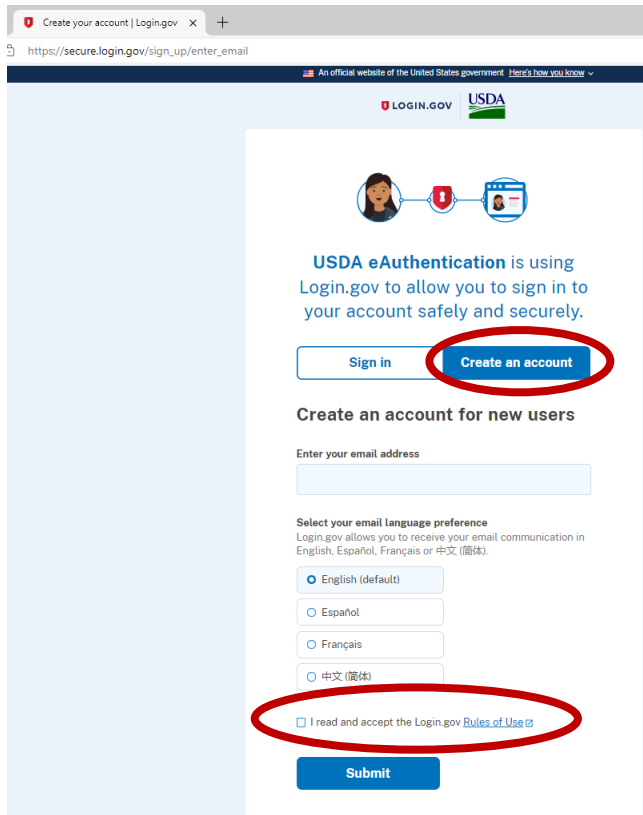 Create your account | Login.gov
https://secure.login.gov/sign_up/enter_email
An official website of the United States government Here's how you know
LOGIN.GOV USDA
USDA eAuthentication is using
Login.gov to allow you to sign in to
your account safely and securely.
Sign in Create an account
Create an account for new users
Enter your email address
Select your email language preference
Login.gov allows you to receive your email communication in
English, Español, Français or 中文 (简体).
English (default)
Español
Français
中文 (简体)
I read and accept the Login.gov Rules of Use
Submit